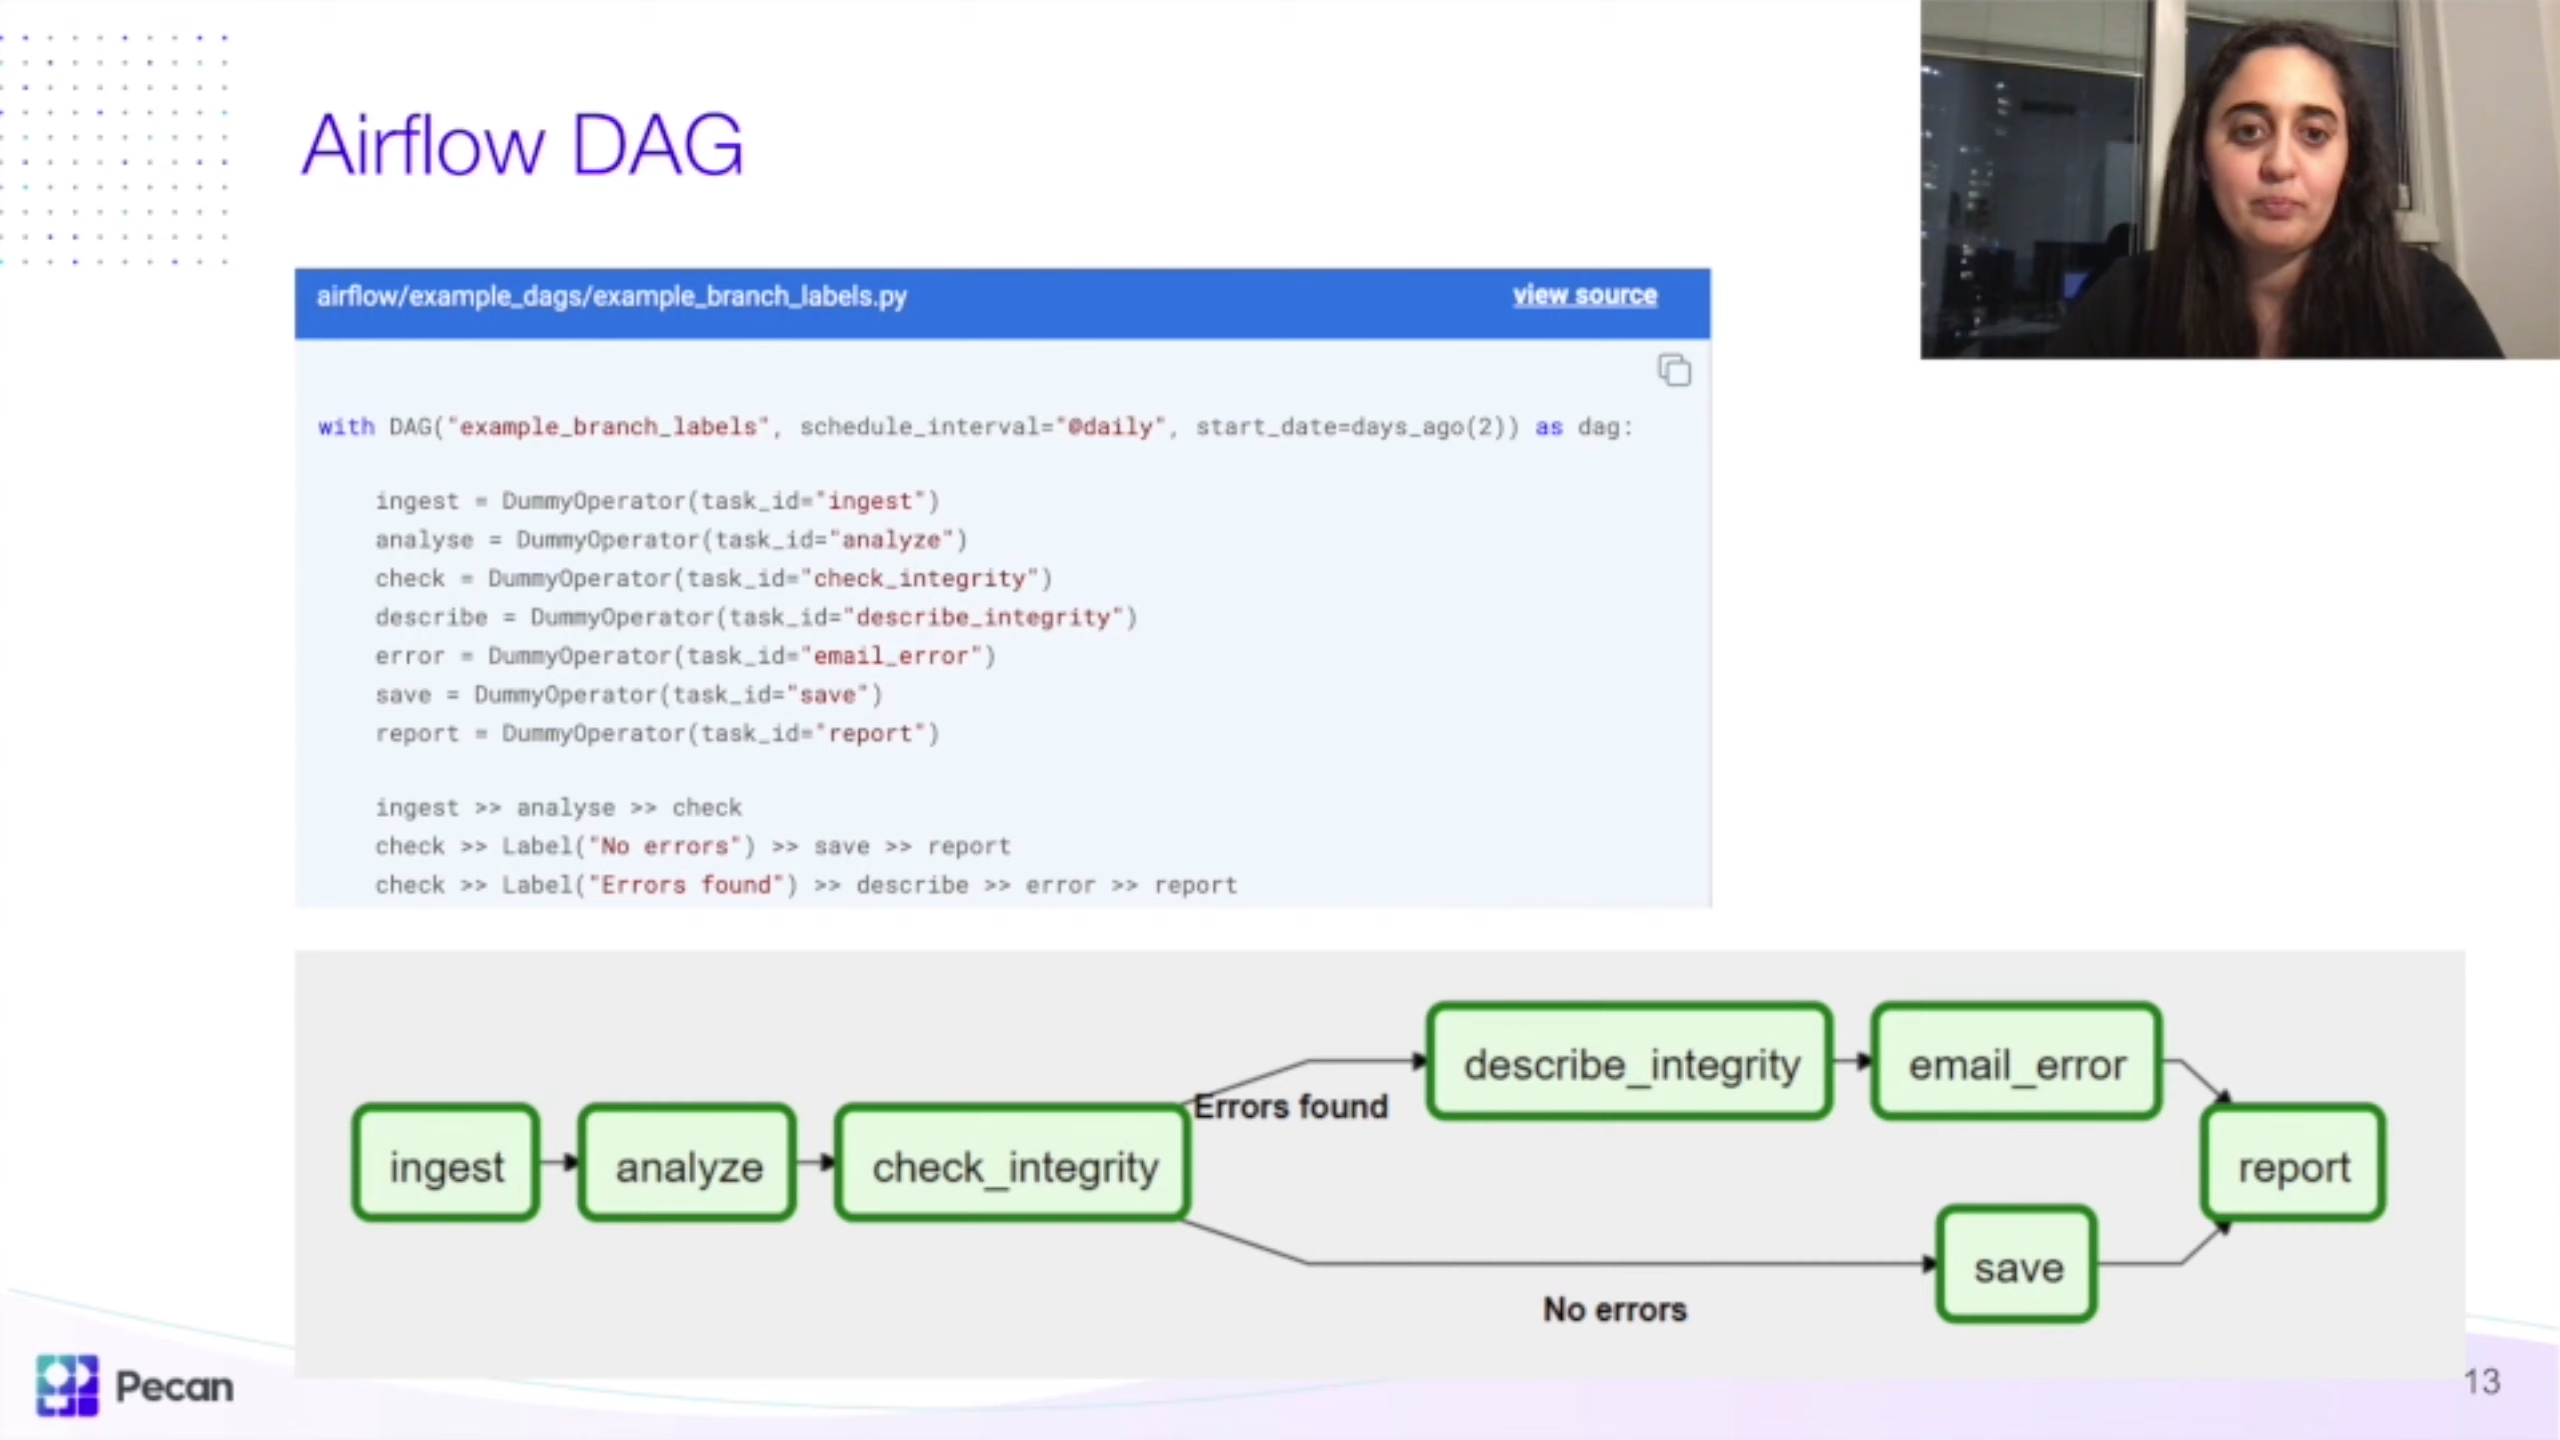 Airflow DAG
airflow/example_dags/example_branch_labels.py view source
with DAG("example_branch_labels", schedule_interval="@daily", start_date=days_ago(2)) as dag:
ingest = DummyOperator(task_id="ingest")
analyse = DummyOperator(task_id="analyze")
check = DummyOperator(task_id="check_integrity")
describe = DummyOperator(task_id="describe_integrity")
error = DummyOperator(task_id="email_error")
save = DummyOperator(task_id="save")
report = DummyOperator(task_id="report")
ingest >> analyse >> check
check >> Label("No errors") >> save >> report
check >> Label("Errors found") >> describe >> error >> report
describe_integrity email_error
Errors found
ingest analyze check_integrity report
save
No errors
Pecan
13